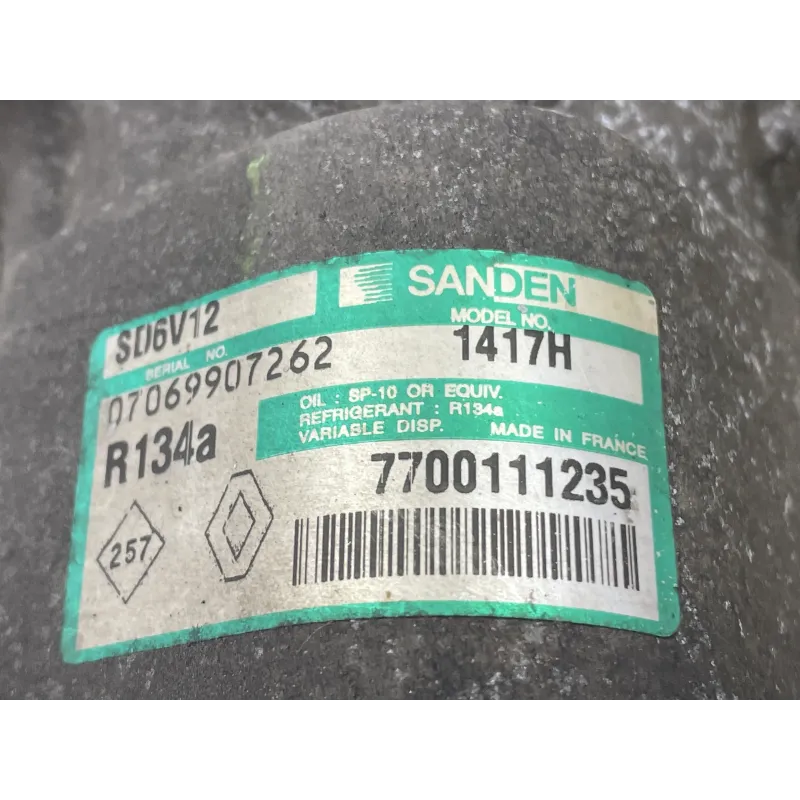 SANDEN
SD6V12
MODEL NO.
SERIAL NO.
1417H
07069907262
OIL : SP-10 OR EQUIV.
REFRIGERANT : R134a
VARIABLE DISP. MADE IN FRANCE
R134a
7700111235
257